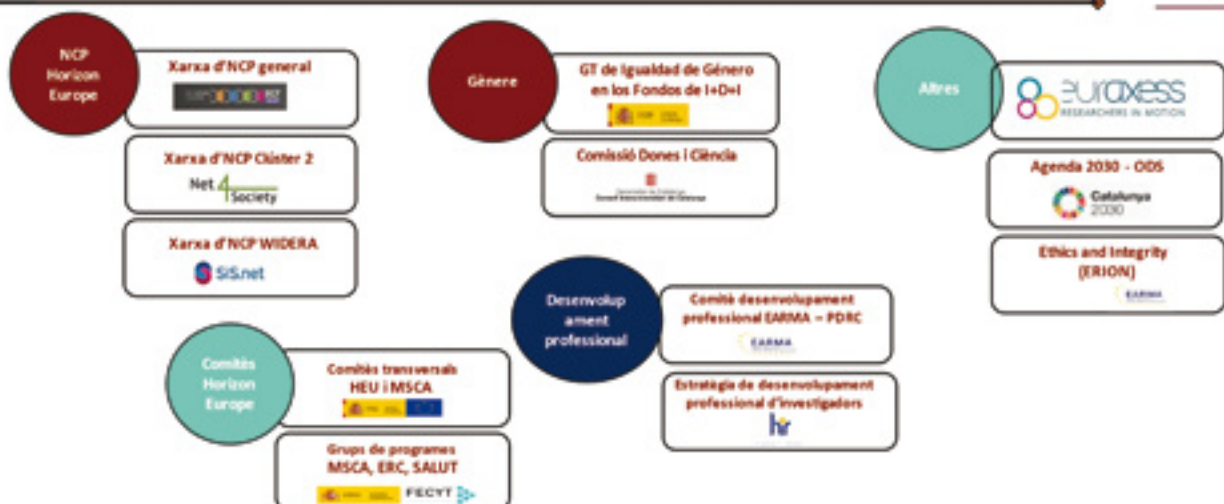 NCP
Horizon
Europe
Xarxa d'NCP general
Xarxa d'NCP Clúster 2
Net4Society
Xarxa d'NCP WIDERA
SiS.net
Gènere
GT de Igualdad de Género
en los Fondos de I+D+I
Comissió Dones i Ciència
Altres
euraxess
RESEARCHERS IN MOTION
Agenda 2030 - ODS
Catalunya
2030
Ethics and Integrity
(ERION)
EARMA
Desenvolup
ament
professional
Comitè desenvolupament
professional EARMA – PDRC
EARMA
Estratègia de desenvolupament
professional d'investigadors
hr
Comitès
Horizon
Europe
Comitès transversals
HEU i MSCA
Grups de programes
MSCA, ERC, SALUT
FECYT